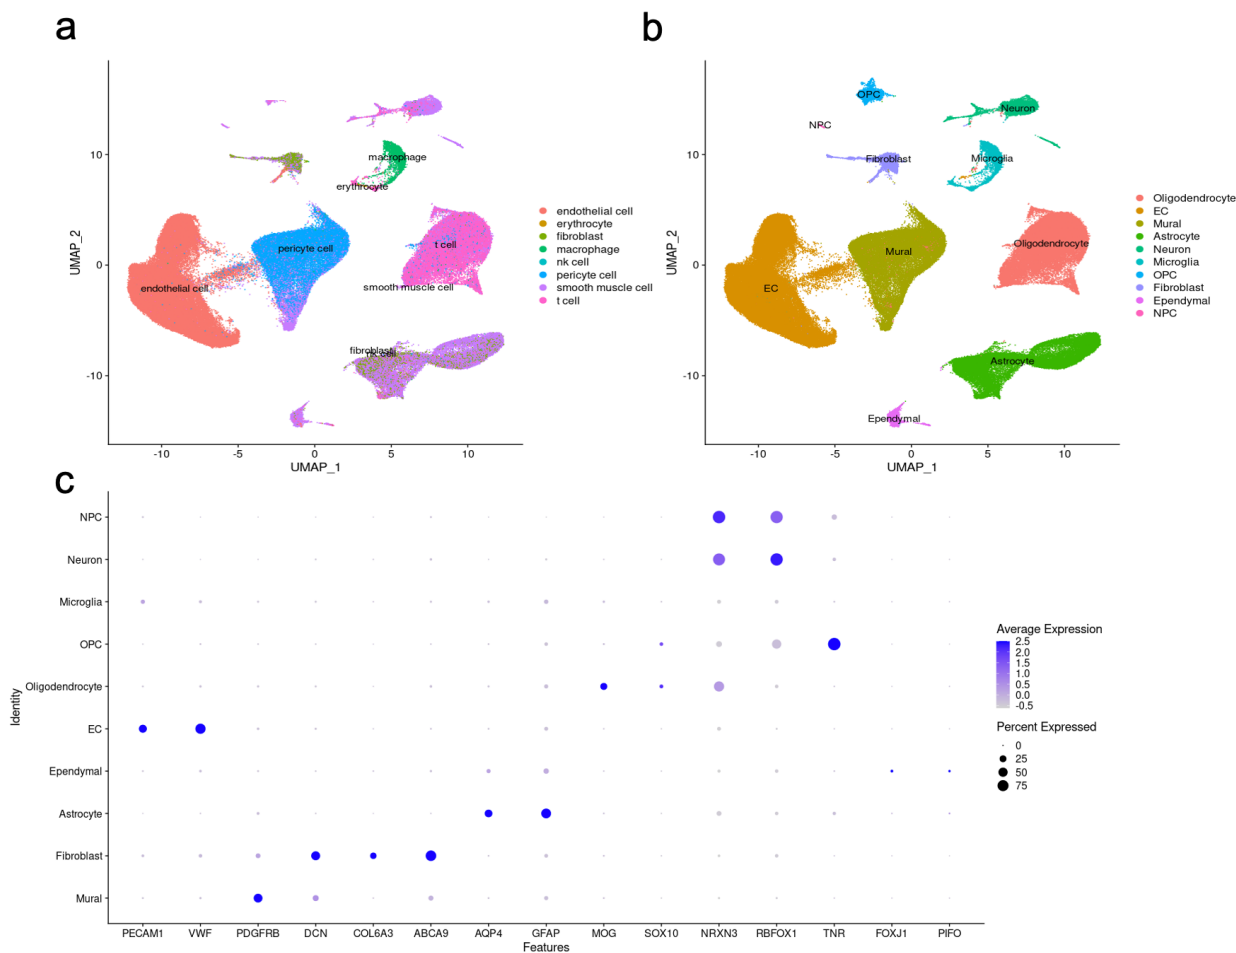 a
UMAP_2
10
0
-10
-10
-5
0
5
10
UMAP_1
macrophage
erythrocyte
pericyte cell
t cell
endothelial cell
smooth muscle cell
fibroblast
nk cell
endothelial cell
erythrocyte
fibroblast
macrophage
nk cell
pericyte cell
smooth muscle cell
t cell
b
UMAP_2
10
0
-10
-10
-5
0
5
10
UMAP_1
OPC
Neuron
NPC
Fibroblast
Microglia
Oligodendrocyte
Mural
EC
Astrocyte
Ependymal
Oligodendrocyte
EC
Mural
Astrocyte
Neuron
Microglia
OPC
Fibroblast
Ependymal
NPC
c
Identity
NPC
Neuron
Microglia
OPC
Oligodendrocyte
EC
Ependymal
Astrocyte
Fibroblast
Mural
PECAM1 VWF PDGFRB DCN COL6A3 ABCA9 AQP4 GFAP MOG SOX10 NRXN3 RBFOX1 TNR FOXJ1 PIFO
Features
Average Expression
2.5
2.0
1.5
1.0
0.5
0.0
-0.5
Percent Expressed
0
25
50
75